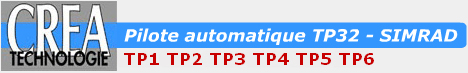 CREA
TECHNOLOGIE
Pilote automatique TP32 - SIMRAD
TP1 TP2 TP3 TP4 TP5 TP6